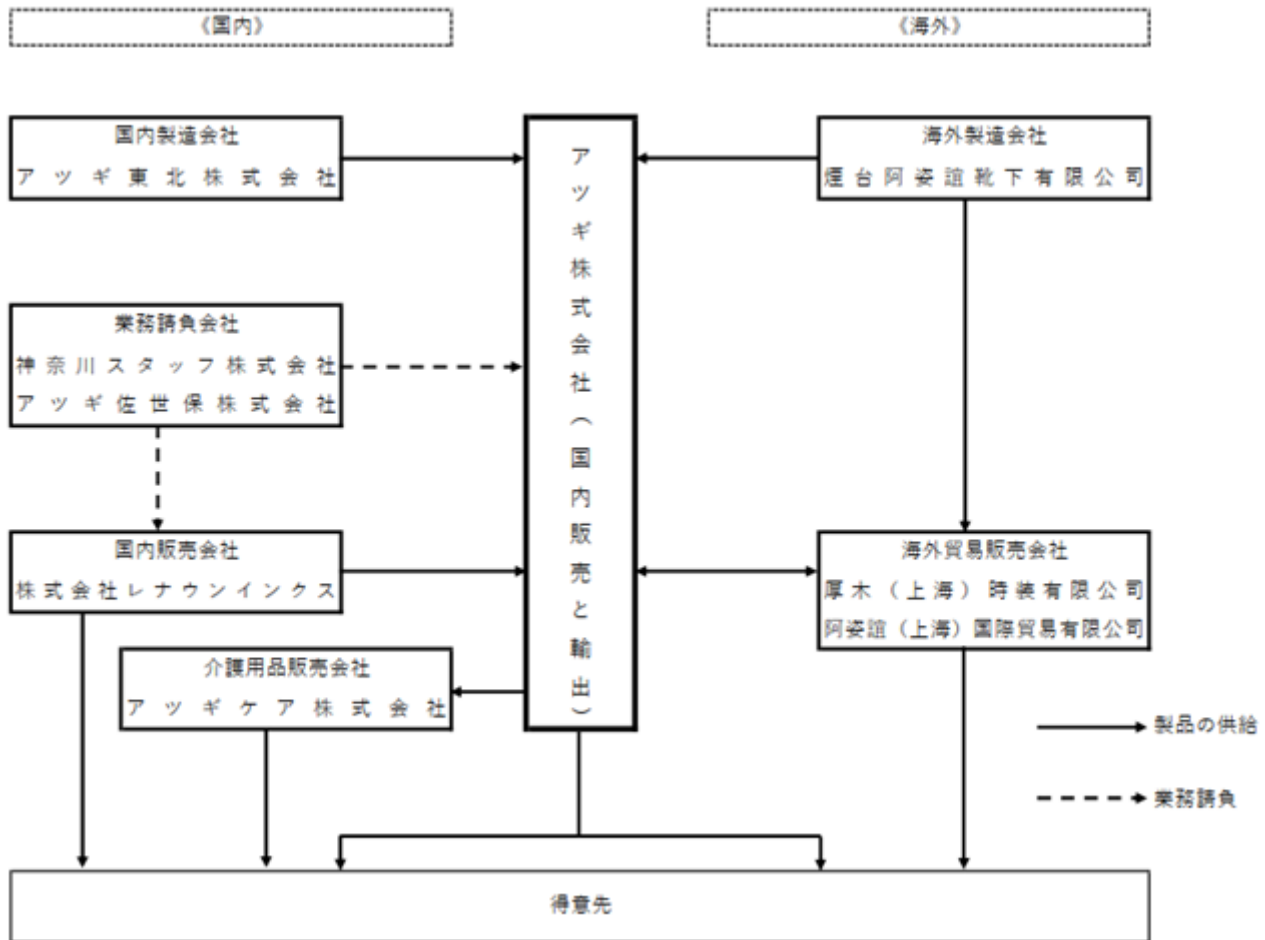 《国内》
《海外》
国内製造会社
アツギ東北株式会社
海外製造会社
煙台阿姿誼靴下有限公司
アツギ株式会社（国内販売と輸出）
業務請負会社
神奈川スタッフ株式会社
アツギ佐世保株式会社
国内販売会社
株式会社レナウンインクス
海外貿易販売会社
厚木（上海）時装有限公司
阿姿誼（上海）国際貿易有限公司
介護用品販売会社
アツギケア株式会社
製品の供給
業務請負
得意先